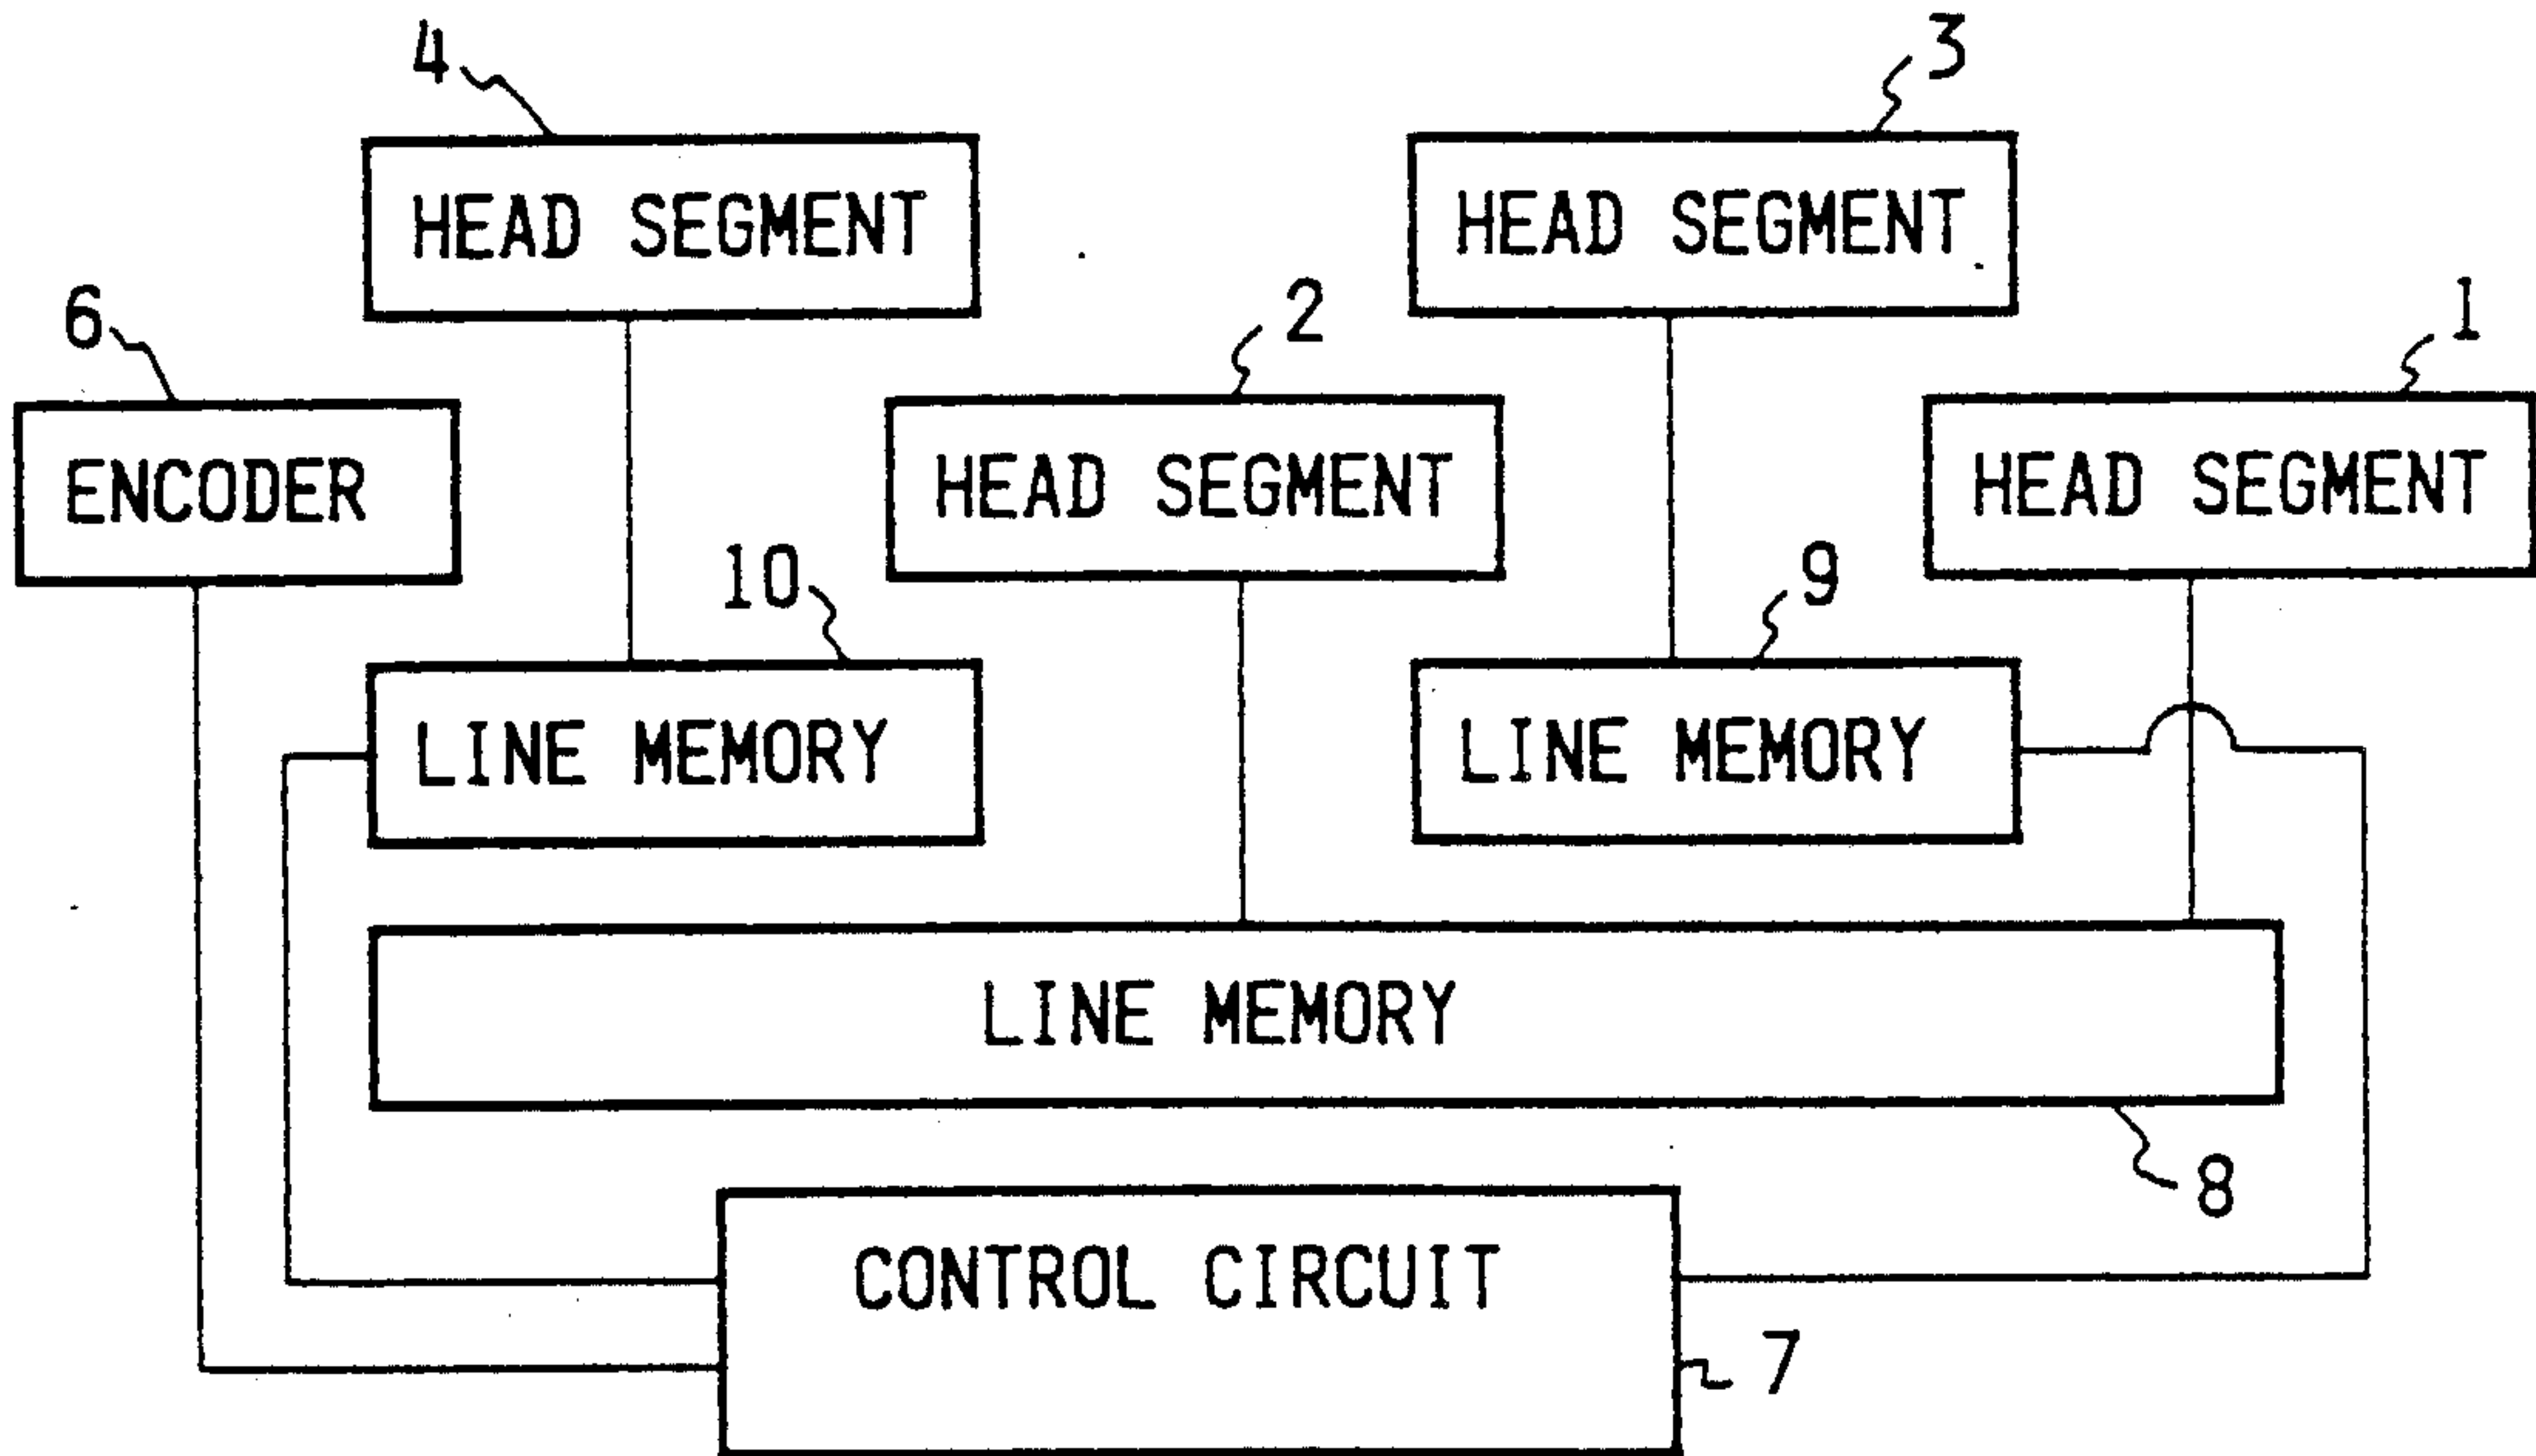 4
3
HEAD SEGMENT
HEAD SEGMENT
6
2
1
ENCODER
HEAD SEGMENT
HEAD SEGMENT
10
9
LINE MEMORY
LINE MEMORY
LINE MEMORY
8
CONTROL CIRCUIT
7